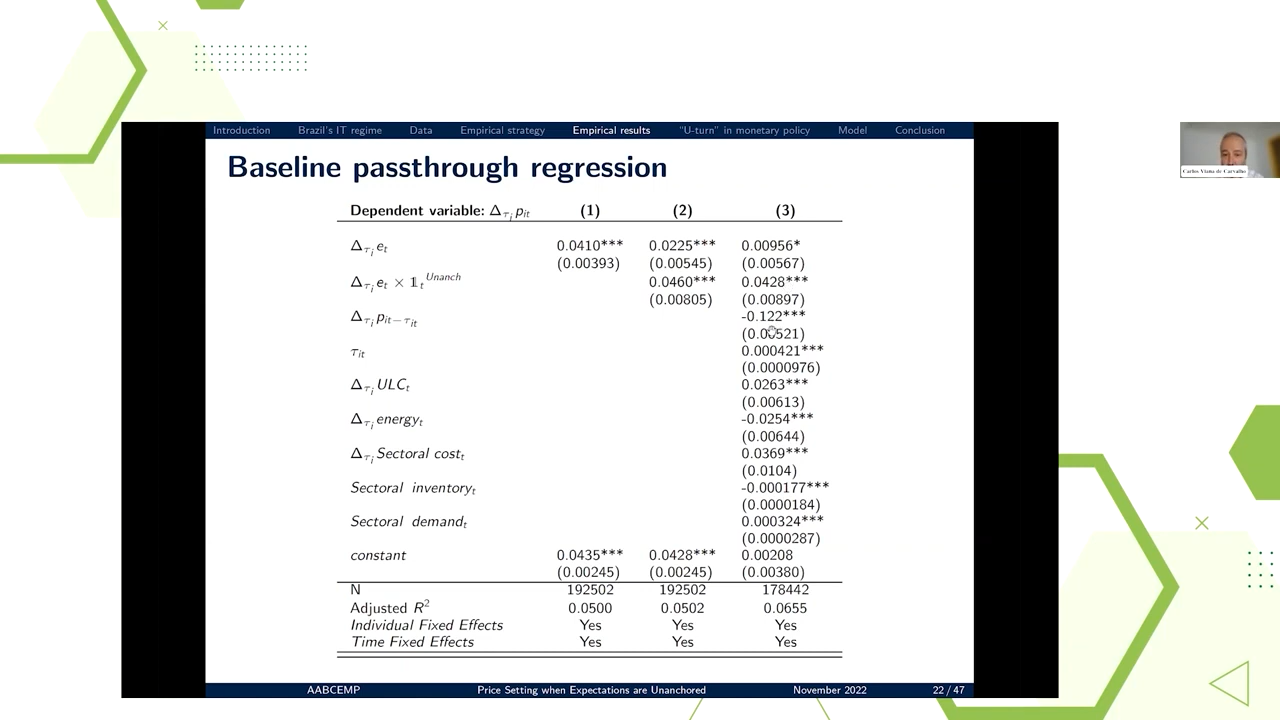 Introduction Brazil's IT regime Data Empirical strategy Empirical results "U-turn" in monetary policy Model Conclusion
Baseline passthrough regression
Carlos Viana de Carvalho
Dependent variable: Δτᵢ pᵢₜ (1) (2) (3)
Δτᵢ eₜ 0.0410*** 0.0225*** 0.00956*
(0.00393) (0.00545) (0.00567)
Δτᵢ eₜ × 𝟙ₜ^Unanch 0.0460*** 0.0428***
(0.00805) (0.00897)
Δτᵢ pᵢₜ₋τᵢₜ -0.122***
(0.00521)
τᵢₜ 0.000421***
(0.0000976)
Δτᵢ ULCₜ 0.0263***
(0.00613)
Δτᵢ energyₜ -0.0254***
(0.00644)
Δτᵢ Sectoral costₜ 0.0369***
(0.0104)
Sectoral inventoryₜ -0.000177***
(0.0000184)
Sectoral demandₜ 0.000324***
(0.0000287)
constant 0.0435*** 0.0428*** 0.00208
(0.00245) (0.00245) (0.00380)
N 192502 192502 178442
Adjusted R² 0.0500 0.0502 0.0655
Individual Fixed Effects Yes Yes Yes
Time Fixed Effects Yes Yes Yes
AABCEMP Price Setting when Expectations are Unanchored November 2022 22 / 47